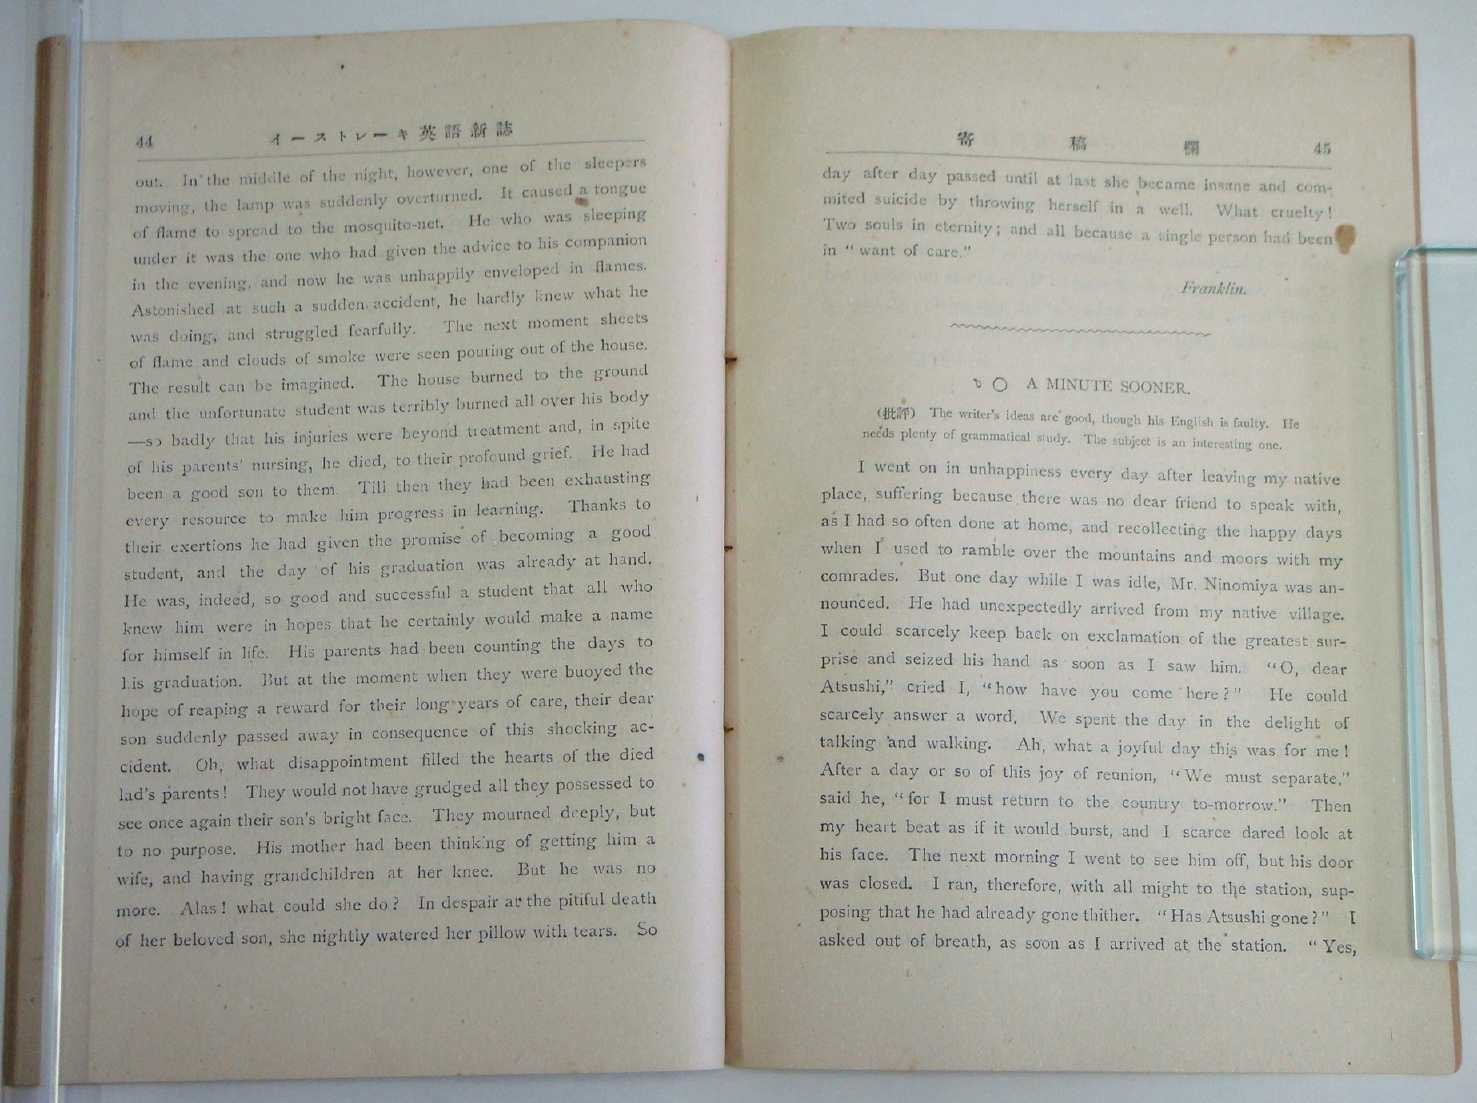 44
イーストレーキ英語新誌
out. In the middle of the night, however, one of the sleepers
moving, the lamp was suddenly overturned. It caused a tongue
of flame to spread to the mosquito-net. He who was sleeping
under it was the one who had given the advice to his companion
in the evening, and now he was unhappily enveloped in flames.
Astonished at such a sudden accident, he hardly knew what he
was doing, and struggled fearfully. The next moment sheets
of flame and clouds of smoke were seen pouring out of the house.
The result can be imagined. The house burned to the ground
and the unfortunate student was terribly burned all over his body
—so badly that his injuries were beyond treatment and, in spite
of his parents' nursing, he died, to their profound grief. He had
been a good son to them. Till then they had been exhausting
every resource to make him progress in learning. Thanks to
their exertions he had given the promise of becoming a good
student, and the day of his graduation was already at hand.
He was, indeed, so good and successful a student that all who
knew him were in hopes that he certainly would make a name
for himself in life. His parents had been counting the days to
his graduation. But at the moment when they were buoyed the
hope of reaping a reward for their long years of care, their dear
son suddenly passed away in consequence of this shocking ac-
cident. Oh, what disappointment filled the hearts of the died
lad's parents! They would not have grudged all they possessed to
see once again their son's bright face. They mourned deeply, but
to no purpose. His mother had been thinking of getting him a
wife, and having grandchildren at her knee. But he was no
more. Alas! what could she do? In despair at the pitiful death
of her beloved son, she nightly watered her pillow with tears. So
寄稿欄
45
day after day passed until at last she became insane and com-
mited suicide by throwing herself in a well. What cruelty!
Two souls in eternity; and all because a single person had been
in "want of care."
Franklin.
○ A MINUTE SOONER.
(批評) The writer's ideas are good, though his English is faulty. He
needs plenty of grammatical study. The subject is an interesting one.
I went on in unhappiness every day after leaving my native
place, suffering because there was no dear friend to speak with,
as I had so often done at home, and recollecting the happy days
when I used to ramble over the mountains and moors with my
comrades. But one day while I was idle, Mr. Ninomiya was an-
nounced. He had unexpectedly arrived from my native village.
I could scarcely keep back on exclamation of the greatest sur-
prise and seized his hand as soon as I saw him. "O, dear
Atsushi," cried I, "how have you come here?" He could
scarcely answer a word. We spent the day in the delight of
talking and walking. Ah, what a joyful day this was for me!
After a day or so of this joy of reunion, "We must separate,"
said he, "for I must return to the country to-morrow." Then
my heart beat as if it would burst, and I scarce dared look at
his face. The next morning I went to see him off, but his door
was closed. I ran, therefore, with all might to the station, sup-
posing that he had already gone thither. "Has Atsushi gone?" I
asked out of breath, as soon as I arrived at the station. "Yes,